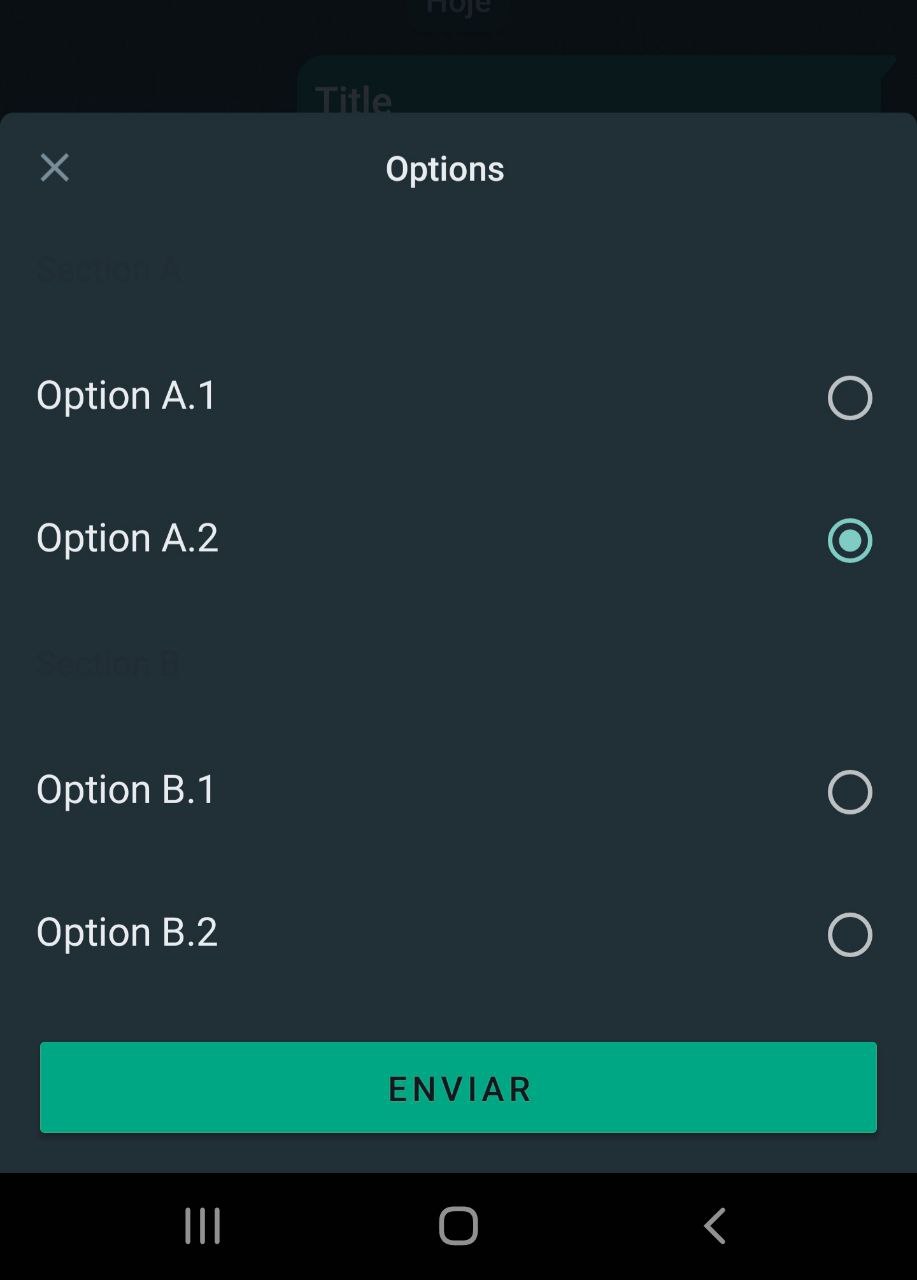 Hoje
Title
Options
Section A
Option A.1
Option A.2
Section B
Option B.1
Option B.2
ENVIAR